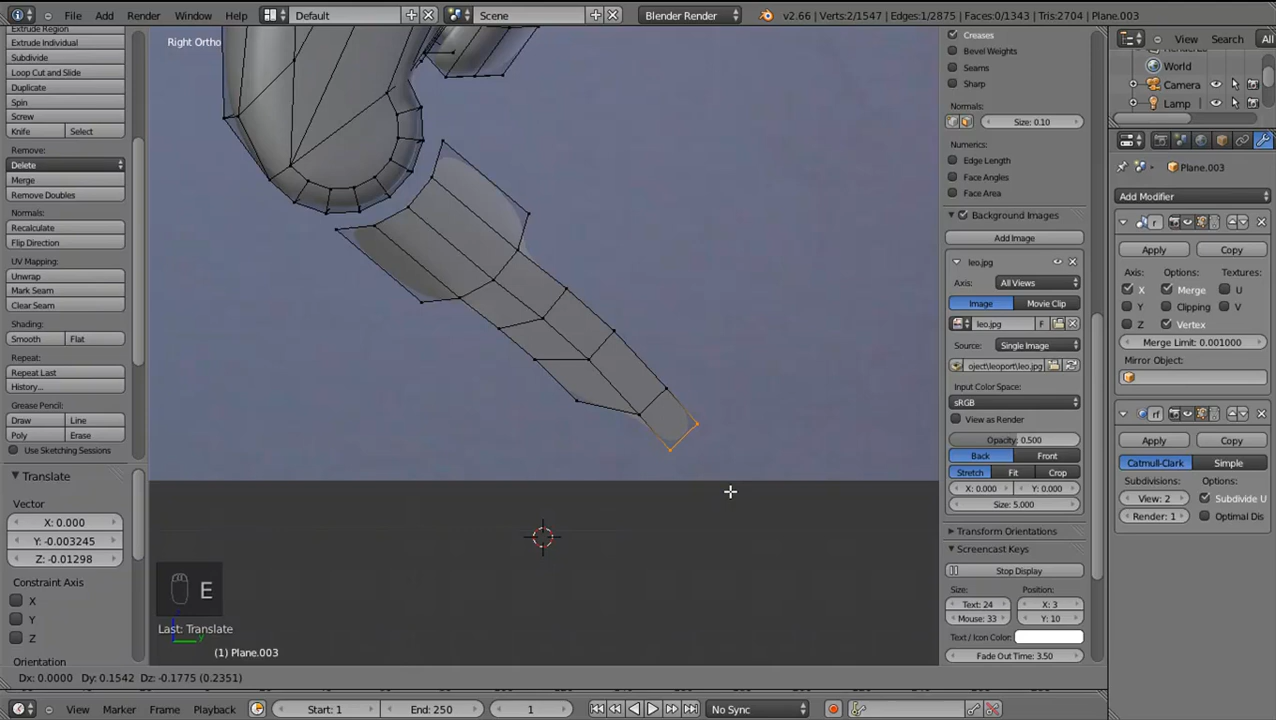 File Add Render Window Help Default Scene Blender Render v2.66 | Verts:2/1547 | Edges:1/2875 | Faces:0/1343 | Tris:2704 | Plane.003
Extrude Region
Extrude Individual
Subdivide
Loop Cut and Slide
Duplicate
Spin
Screw
Knife Select
Remove:
Delete
Merge
Remove Doubles
Normals:
Recalculate
Flip Direction
UV Mapping:
Unwrap
Mark Seam
Clear Seam
Shading:
Smooth Flat
Repeat:
Repeat Last
History...
Grease Pencil:
Draw Line
Poly Erase
Use Sketching Sessions
Translate
Vector
X: 0.000
Y: -0.003245
Z: -0.01298
Constraint Axis
X
Y
Z
Orientation
Right Ortho
E
Last: Translate
(1) Plane.003
Dx: 0.0000 Dy: 0.1542 Dz: -0.1775 (0.2351)
Creases
Bevel Weights
Seams
Sharp
Normals:
Size: 0.10
Numerics:
Edge Length
Face Angles
Face Area
Background Images
Add Image
leo.jpg
Axis: All Views
Image Movie Clip
leo.jpg F
Source: Single Image
oject\leoport\leo.jpg
Input Color Space:
sRGB
View as Render
Opacity: 0.500
Back Front
Stretch Fit Crop
X: 0.000 Y: 0.000
Size: 5.000
Transform Orientations
Screencast Keys
Stop Display
Size: Position:
Text: 24 X: 3
Mouse: 33 Y: 10
Text / Icon Color:
Fade Out Time: 3.50
View Search All
World
Camera
Lamp
Plane.003
Add Modifier
Apply Copy
Axis: Options: Textures:
X Merge U
Y Clipping V
Z Vertex
Merge Limit: 0.001000
Mirror Object:
Apply Copy
Catmull-Clark Simple
Subdivisions: Options:
View: 2 Subdivide U
Render: 1 Optimal Dis
View Marker Frame Playback Start: 1 End: 250 1 No Sync